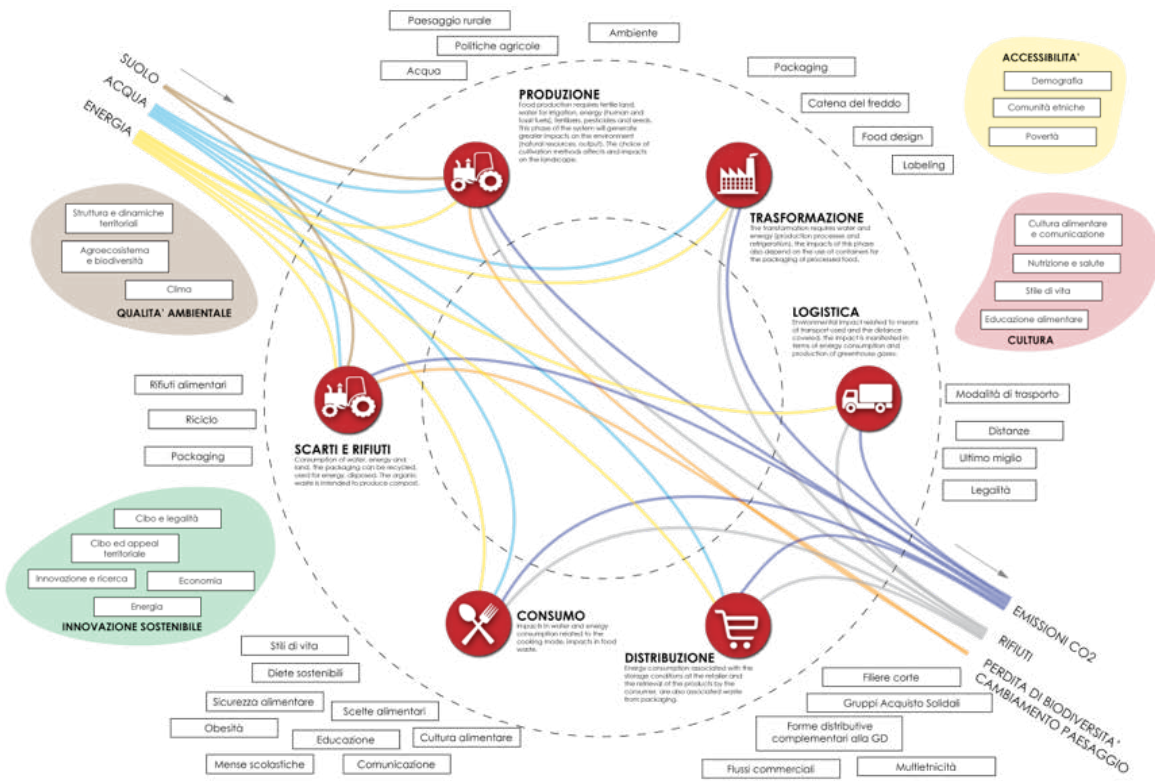 Paesaggio rurale
Politiche agricole
Acqua
Ambiente
Packaging
Catena del freddo
Food design
Labeling
ACCESSIBILITA'
Demografia
Comunità etniche
Povertà
SUOLO
ACQUA
ENERGIA
PRODUZIONE
Food production requires fertile land,
water for irrigation, energy (human and
fossil fuels), fertilizers, pesticides and seeds.
This phase of the system will generate
greater impacts on the environment
(natural resources, output). The choice of
cultivation methods affects and impacts
on the landscape.
TRASFORMAZIONE
The transformation requires water and
energy (production processes and
refrigeration), the impacts of this phase
also depend on the use of containers for
the packaging of processed food.
Struttura e dinamiche
territoriali
Agroecosistema
e biodiversità
Clima
QUALITA' AMBIENTALE
Cultura alimentare
e comunicazione
Nutrizione e salute
Stile di vita
Educazione alimentare
CULTURA
LOGISTICA
Environmental impact related to means
of transport used and the distance
covered, the impact is manifested in
terms of energy consumption and
production of greenhouse gases.
Rifiuti alimentari
Riciclo
Packaging
Modalità di trasporto
Distanze
Ultimo miglio
Legalità
SCARTI E RIFIUTI
Consumption of water, energy and
land. The packaging can be recycled,
used for energy, disposed. The organic
waste is intended to produce compost.
Cibo e legalità
Cibo ed appeal
territoriale
Innovazione e ricerca
Economia
Energia
INNOVAZIONE SOSTENIBILE
CONSUMO
Impacts in water and energy
consumption related to the
cooking mode, impacts in food
waste.
DISTRIBUZIONE
Energy consumption associated with the
storage conditions at the retailer and
the retrieval of the products by the
consumer, are also associated waste
from packaging.
EMISSIONI CO2
RIFIUTI
PERDITA DI BIODIVERSITA'
CAMBIAMENTO PAESAGGIO
Stili di vita
Diete sostenibili
Sicurezza alimentare
Scelte alimentari
Obesità
Educazione
Cultura alimentare
Mense scolastiche
Comunicazione
Filiere corte
Gruppi Acquisto Solidali
Forme distributive
complementari alla GD
Flussi commerciali
Multietnicità